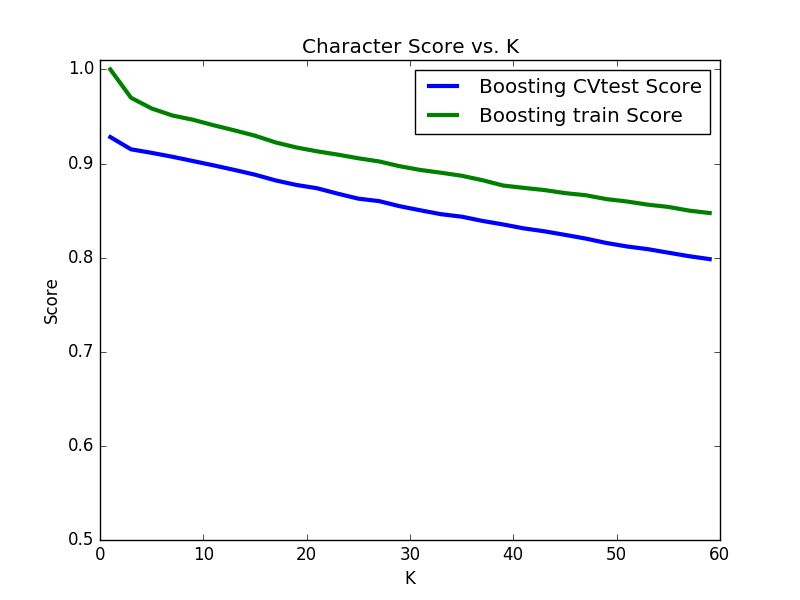 Character Score vs. K
Boosting CVtest Score
Boosting train Score
1.0
0.9
0.8
0.7
0.6
0.5
Score
0 10 20 30 40 50 60
K